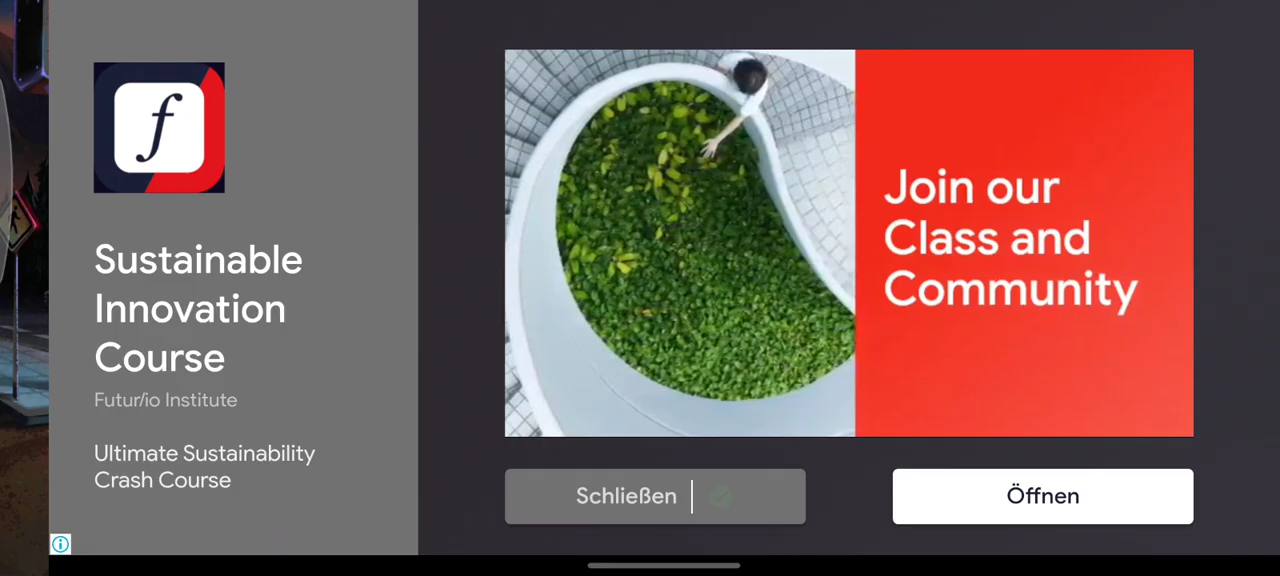 f
Sustainable
Innovation
Course
Futur/io Institute
Ultimate Sustainability
Crash Course
Join our
Class and
Community
Schließen
Öffnen